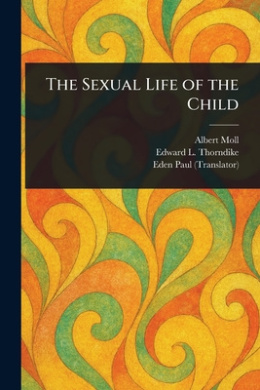 The Sexual Life of the
Child
Albert Moll
Edward L. Thorndike
Eden Paul (Translator)